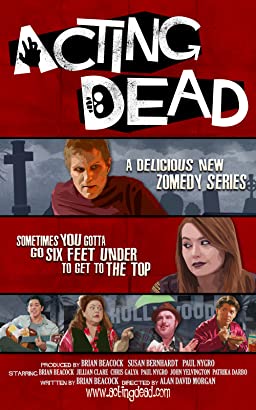 ACTING
DEAD
A DELICIOUS NEW
ZOMEDY SERIES
SOMETIMES YOU GOTTA
GO SIX FEET UNDER
TO GET TO THE TOP
HOLLYWOOD
PRODUCED BY BRIAN BEACOCK SUSAN BERNHARDT PAUL NYGRO
STARRING: BRIAN BEACOCK JILLIAN CLARE CHRIS GALYA PAUL NYGRO JOHN YELVINGTON PATRIKA DARBO
WRITTEN BY BRIAN BEACOCK DIRECTED BY ALAN DAVID MORGAN
www.actingdead.com